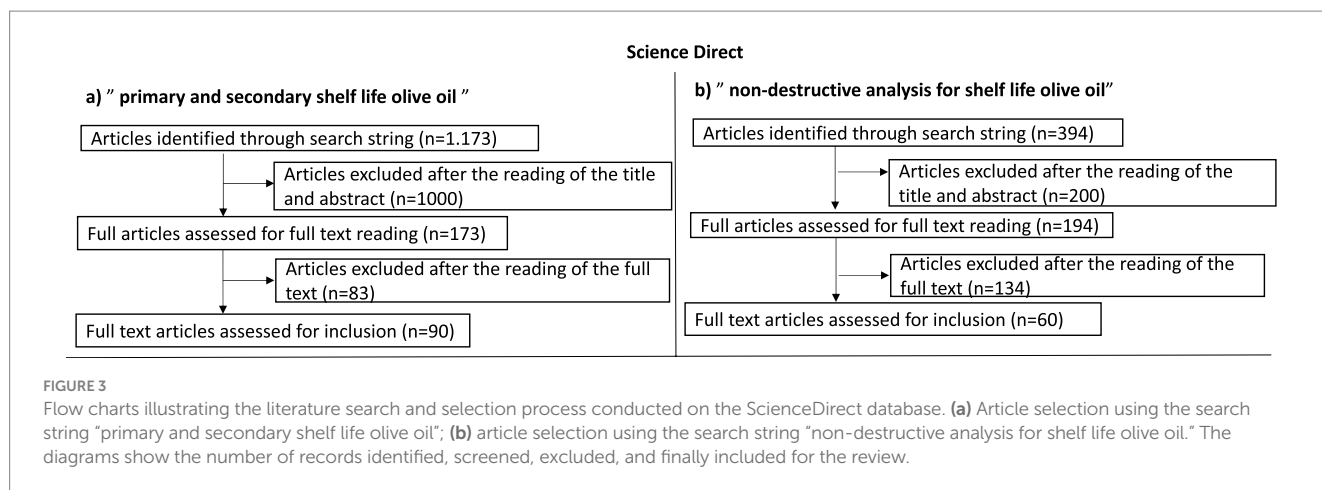 Science Direct
a) ” primary and secondary shelf life olive oil ”
Articles identified through search string (n=1.173)
Articles excluded after the reading of the title
and abstract (n=1000)
Full articles assessed for full text reading (n=173)
Articles excluded after the reading of the full
text (n=83)
Full text articles assessed for inclusion (n=90)
b) ” non-destructive analysis for shelf life olive oil”
Articles identified through search string (n=394)
Articles excluded after the reading of the
title and abstract (n=200)
Full articles assessed for full text reading (n=194)
Articles excluded after the reading of the
full text (n=134)
Full text articles assessed for inclusion (n=60)
FIGURE 3
Flow charts illustrating the literature search and selection process conducted on the ScienceDirect database. (a) Article selection using the search
string “primary and secondary shelf life olive oil”; (b) article selection using the search string “non-destructive analysis for shelf life olive oil.” The
diagrams show the number of records identified, screened, excluded, and finally included for the review.